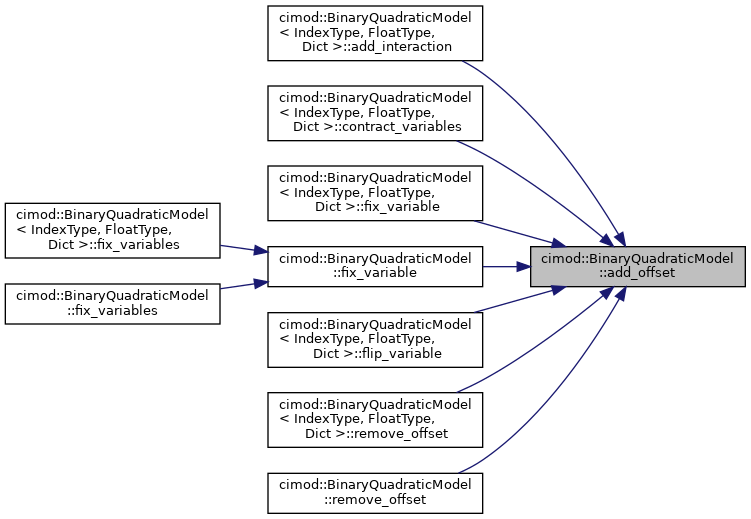 cimod::BinaryQuadraticModel
< IndexType, FloatType,
Dict >::add_interaction
cimod::BinaryQuadraticModel
< IndexType, FloatType,
Dict >::contract_variables
cimod::BinaryQuadraticModel
< IndexType, FloatType,
Dict >::fix_variable
cimod::BinaryQuadraticModel
< IndexType, FloatType,
Dict >::fix_variables
cimod::BinaryQuadraticModel
::fix_variable
cimod::BinaryQuadraticModel
::add_offset
cimod::BinaryQuadraticModel
::fix_variables
cimod::BinaryQuadraticModel
< IndexType, FloatType,
Dict >::flip_variable
cimod::BinaryQuadraticModel
< IndexType, FloatType,
Dict >::remove_offset
cimod::BinaryQuadraticModel
::remove_offset